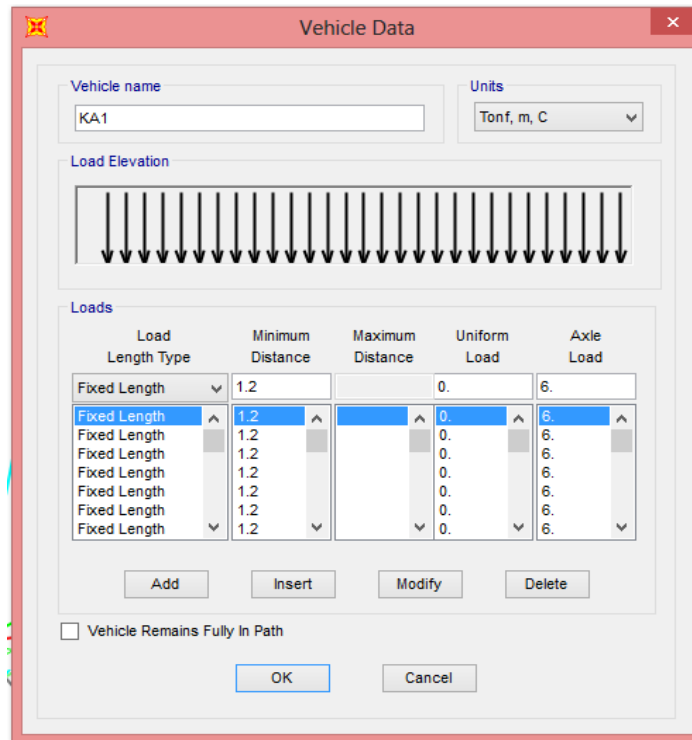 Vehicle Data
Vehicle name
Units
KA1
Tonf, m, C
Load Elevation
Loads
Load Minimum Maximum Uniform Axle
Length Type Distance Distance Load Load
Fixed Length 1.2 0. 6.
Fixed Length 1.2 0. 6.
Fixed Length 1.2 0. 6.
Fixed Length 1.2 0. 6.
Fixed Length 1.2 0. 6.
Fixed Length 1.2 0. 6.
Fixed Length 1.2 0. 6.
Fixed Length 1.2 0. 6.
Add Insert Modify Delete
Vehicle Remains Fully In Path
OK Cancel